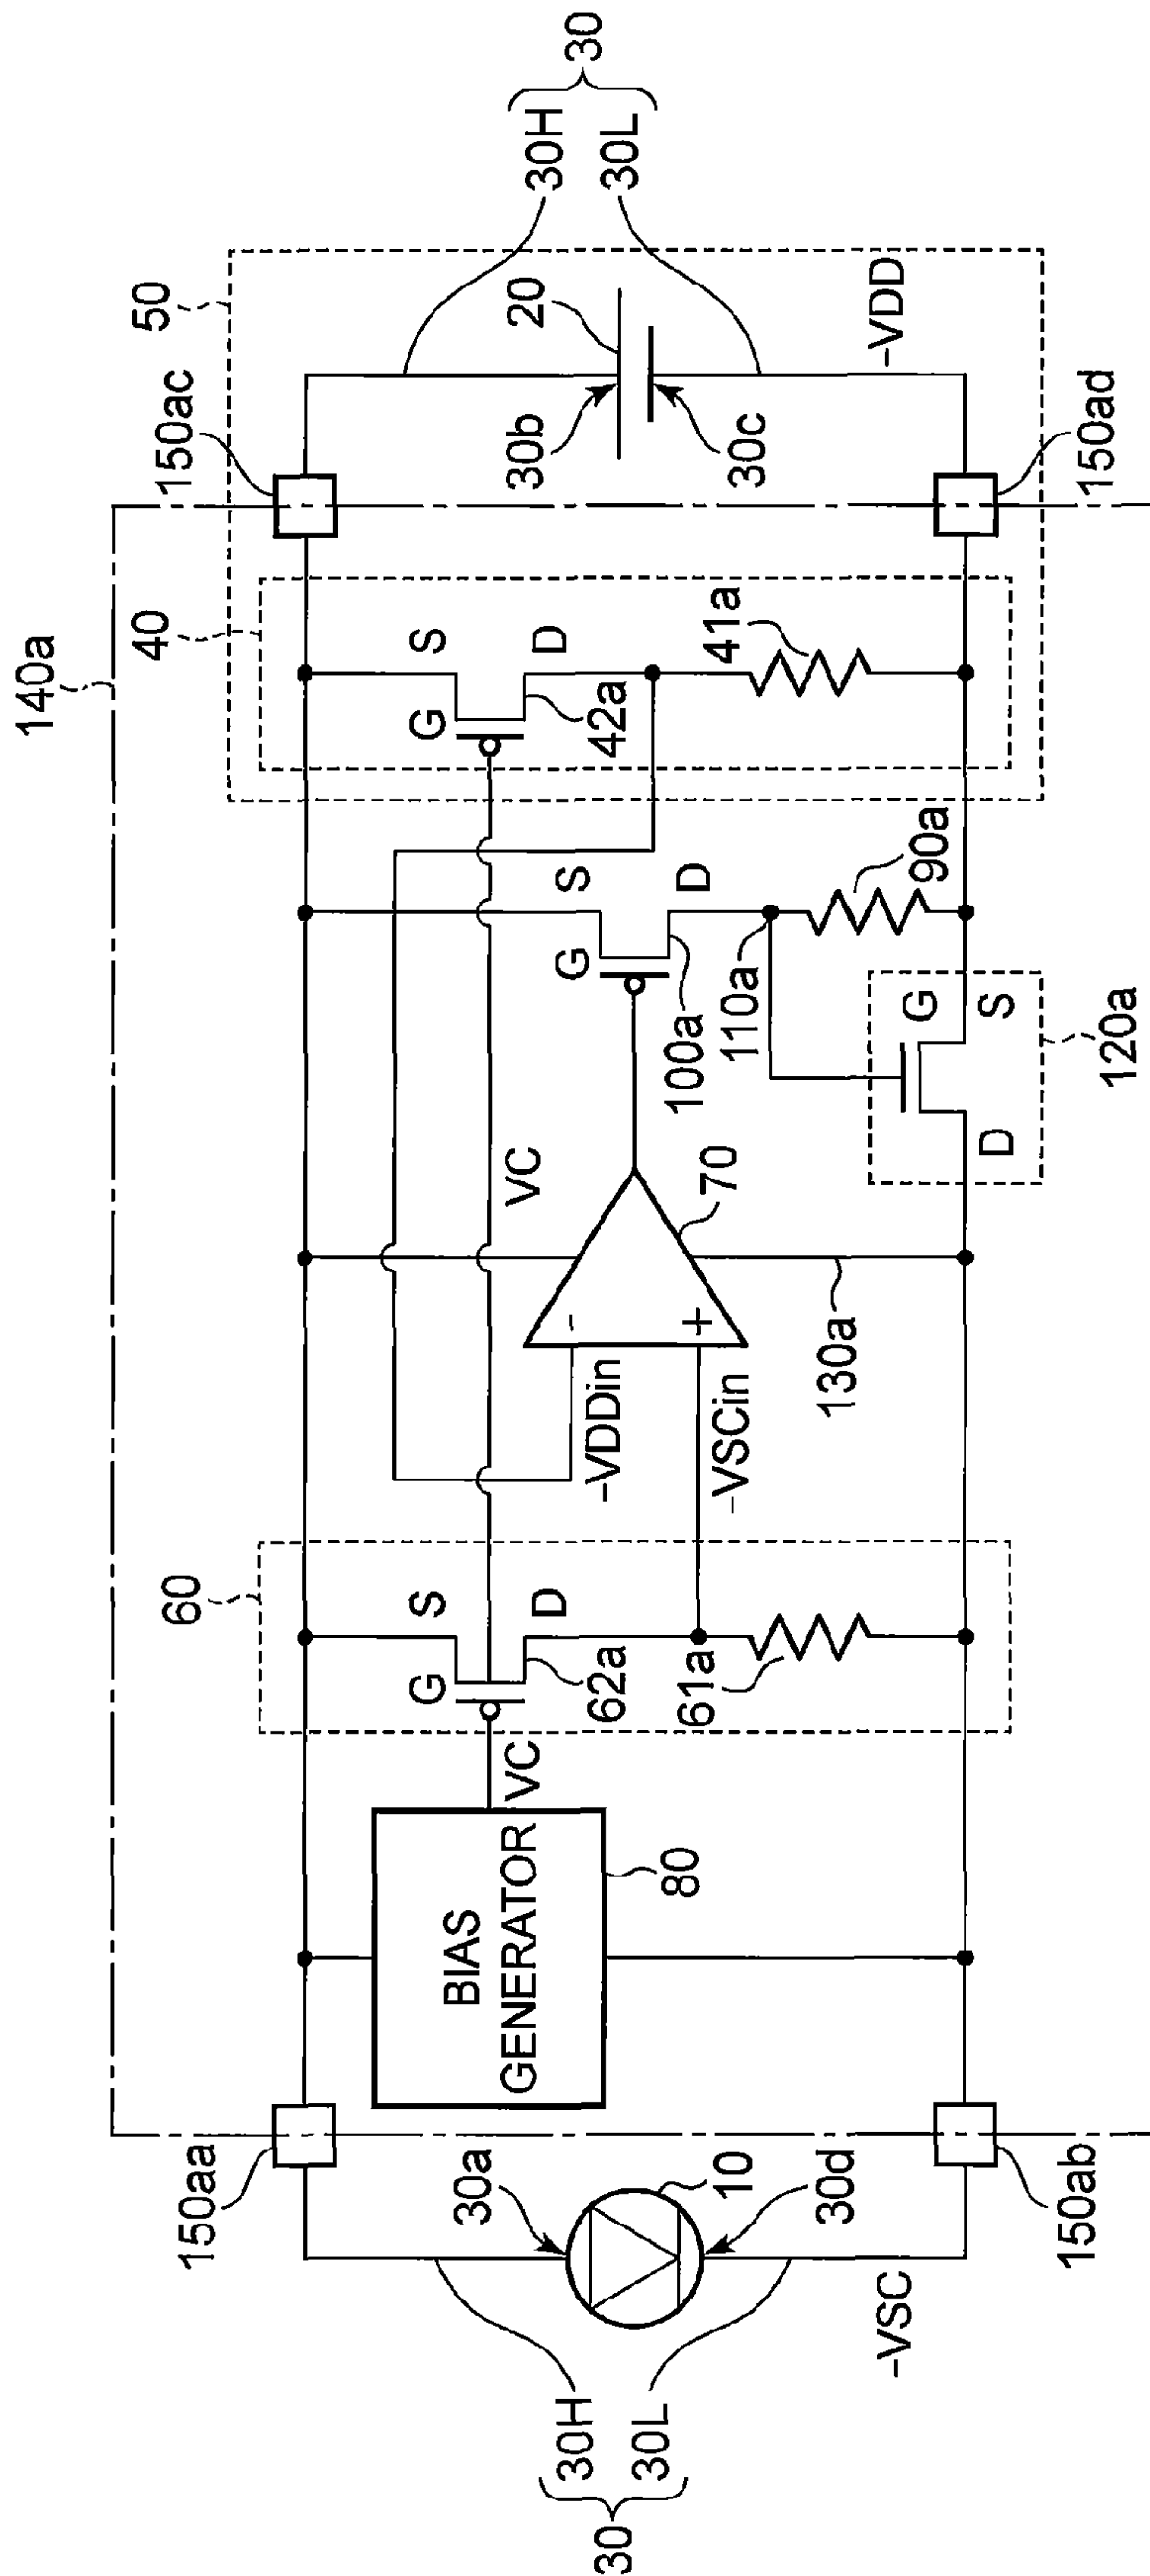 140a
150aa
60
40
50
150ac
30H
30L
30
30
30H
30L
30a
10
30d
-VSC
150ab
BIAS
GENERATOR
80
VC
G
S
D
62a
61a
-VDDin
-VSCin
-
+
70
130a
VC
G
S
D
100a
110a
90a
G
S
D
120a
G
S
D
42a
41a
150ad
30b
20
30c
-VDD